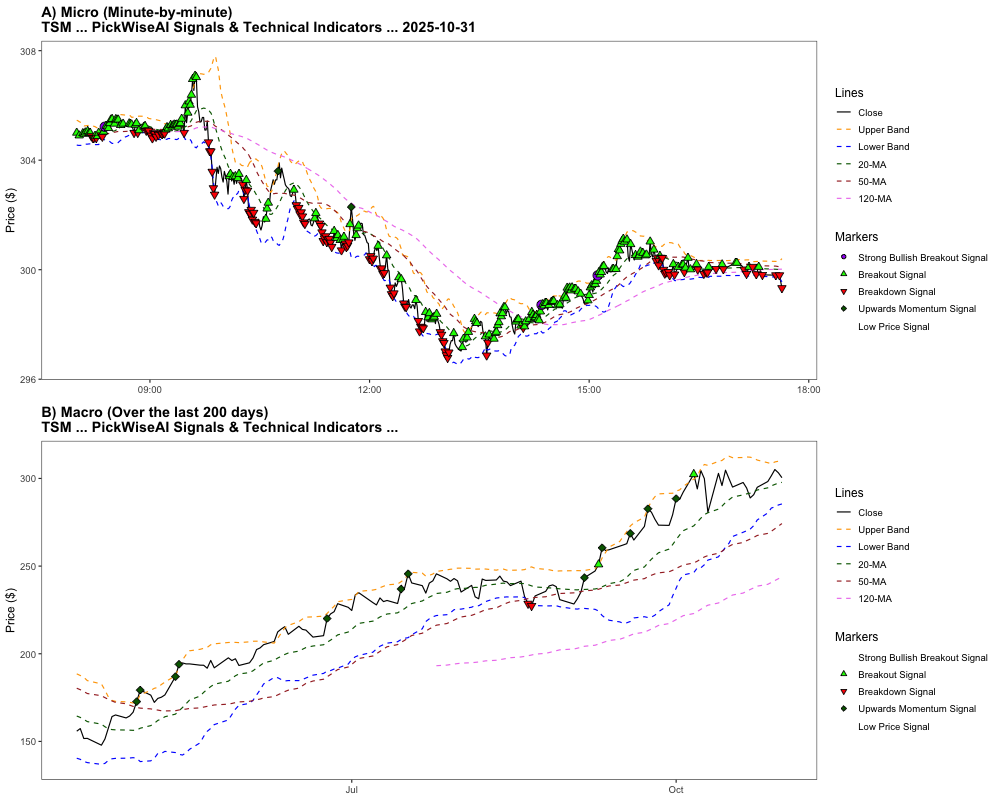 A) Micro (Minute-by-minute)
TSM ... PickWiseAI Signals & Technical Indicators ... 2025-10-31
308
304
300
296
Price ($)
09:00
12:00
15:00
18:00
Lines
Close
Upper Band
Lower Band
20-MA
50-MA
120-MA
Markers
Strong Bullish Breakout Signal
Breakout Signal
Breakdown Signal
Upwards Momentum Signal
Low Price Signal
B) Macro (Over the last 200 days)
TSM ... PickWiseAI Signals & Technical Indicators ...
300
250
200
150
Price ($)
Jul
Oct
Lines
Close
Upper Band
Lower Band
20-MA
50-MA
120-MA
Markers
Strong Bullish Breakout Signal
Breakout Signal
Breakdown Signal
Upwards Momentum Signal
Low Price Signal